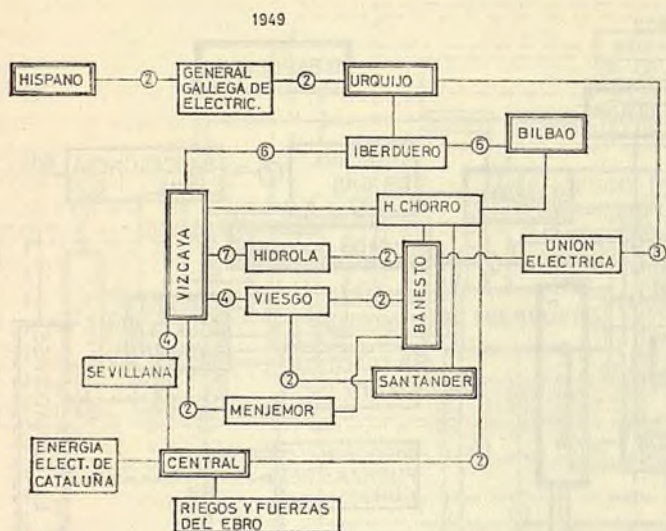 1949
HISPANO
2
GENERAL
GALLEGA DE
ELECTRIC.
2
URQUIJO
6
IBERDUERO
6
BILBAO
VIZCAYA
H. CHORRO
7
HIDROLA
2
BANESTO
UNION
ELECTRICA
3
4
VIESGO
2
4
SEVILLANA
2
SANTANDER
2
MENJEMOR
ENERGIA
ELECT. DE
CATALUÑA
CENTRAL
2
RIEGOS Y FUERZAS
DEL EBRO